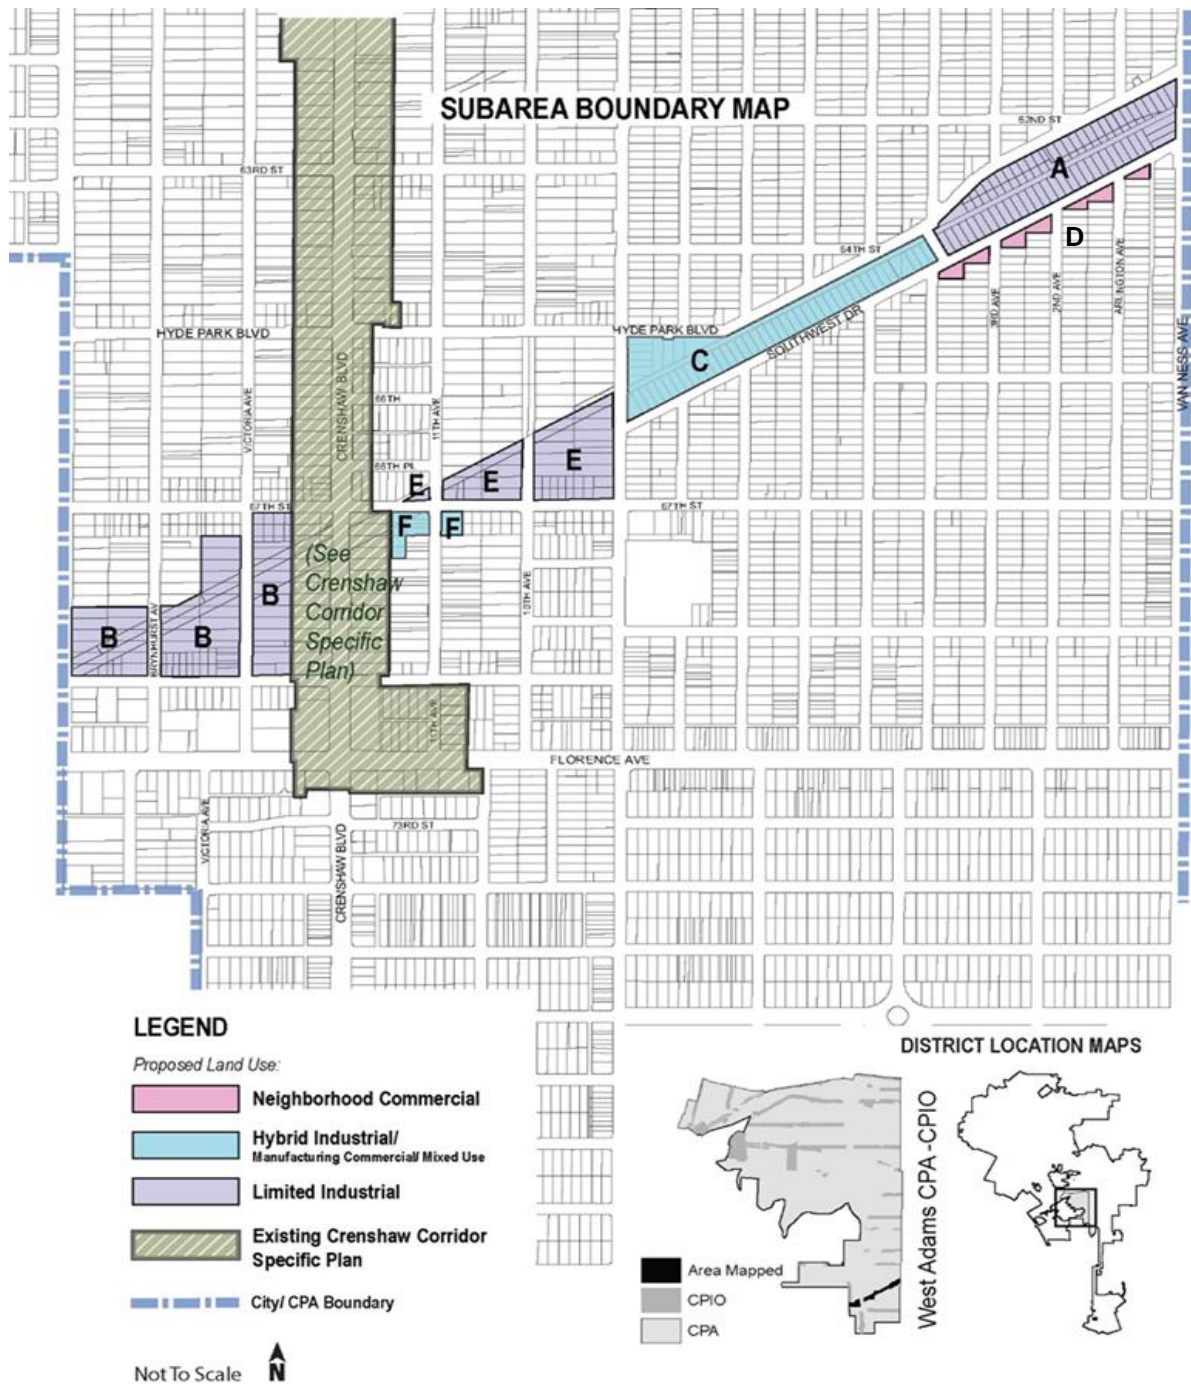 SUBAREA BOUNDARY MAP
62ND ST
A
63RD ST
D
64TH ST
3RD AVE
2ND AVE
ARLINGTON AVE
VAN NESS AVE
HYDE PARK BLVD
HYDE PARK BLVD
SOUTHWEST DR
C
CRENSHAW BLVD
VICTORIA AVE
66TH
11TH AVE
66TH PL
E
E
E
67TH ST
67TH ST
F
F
(See
Crenshaw
Corridor
Specific
Plan)
10TH AVE
B
B
B
BRYNHURST AV
11TH AVE
FLORENCE AVE
VICTORIA AVE
73RD ST
CRENSHAW BLVD
LEGEND
Proposed Land Use:
Neighborhood Commercial
Hybrid Industrial/
Manufacturing Commercial/ Mixed Use
Limited Industrial
Existing Crenshaw Corridor
Specific Plan
City/ CPA Boundary
Not To Scale
N
DISTRICT LOCATION MAPS
West Adams CPA -CPIO
Area Mapped
CPIO
CPA